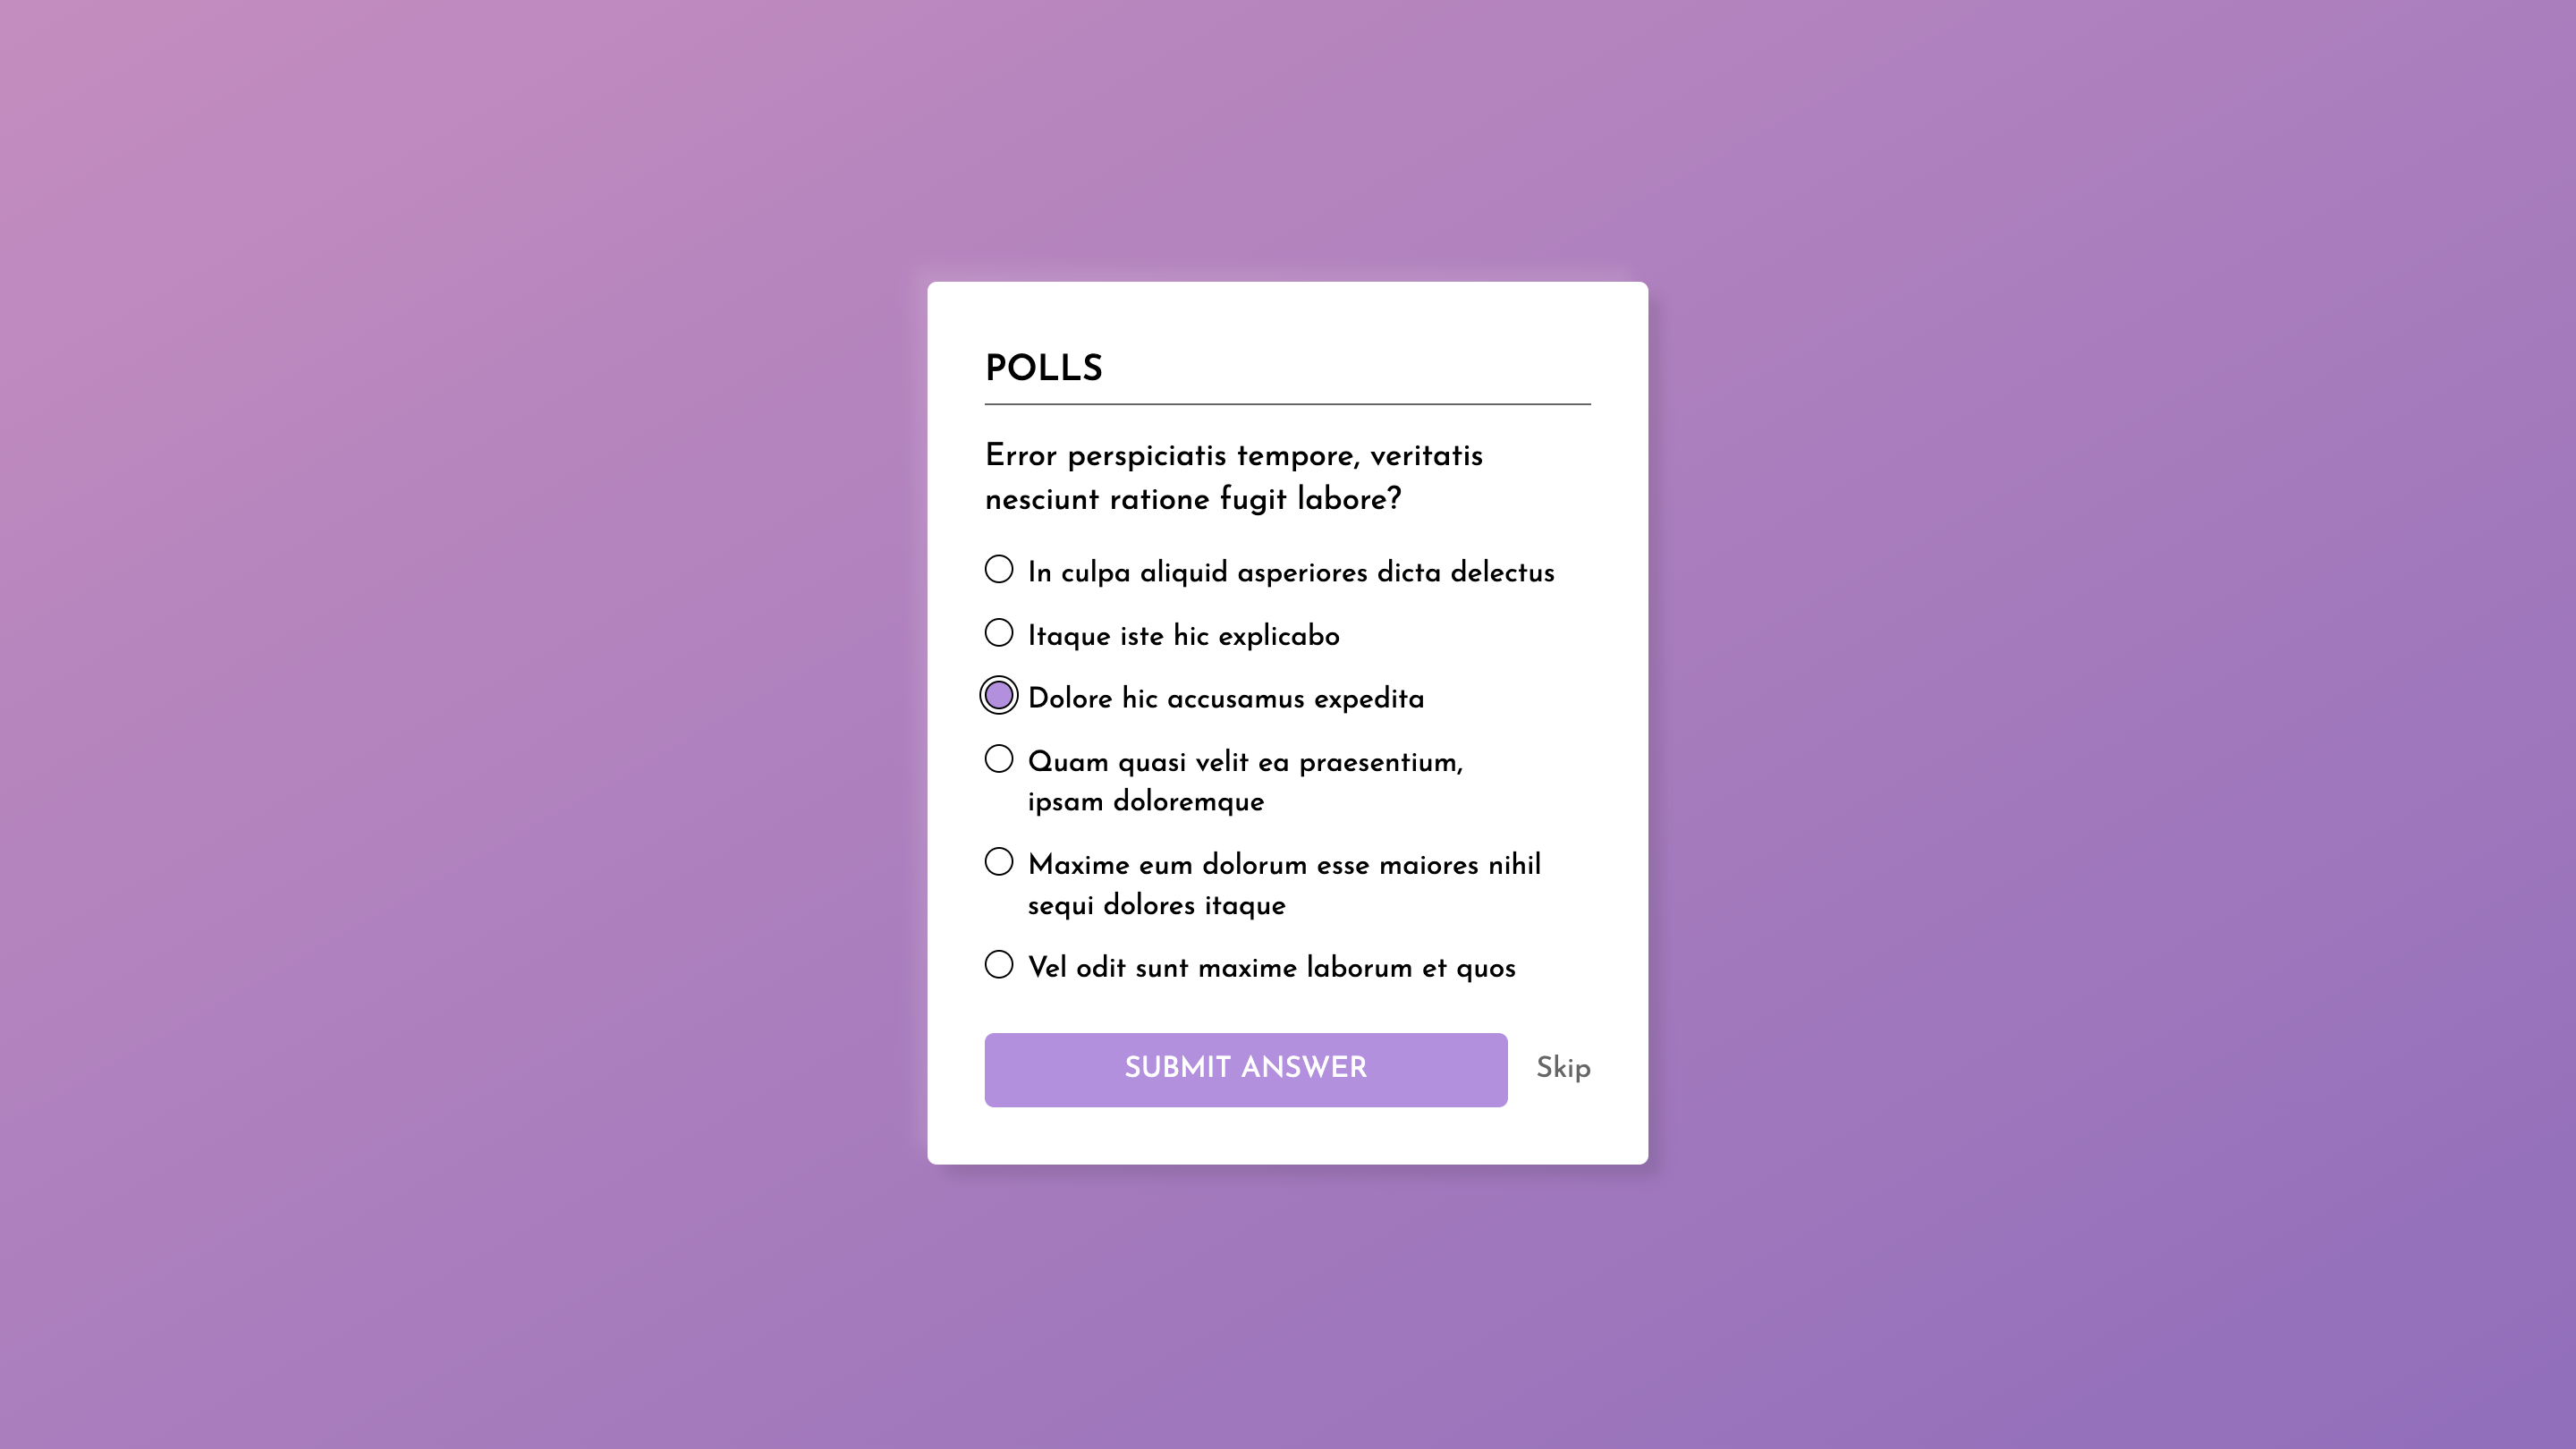 POLLS
Error perspiciatis tempore, veritatis
nesciunt ratione fugit labore?
In culpa aliquid asperiores dicta delectus
Itaque iste hic explicabo
Dolore hic accusamus expedita
Quam quasi velit ea praesentium,
ipsam doloremque
Maxime eum dolorum esse maiores nihil
sequi dolores itaque
Vel odit sunt maxime laborum et quos
SUBMIT ANSWER
Skip